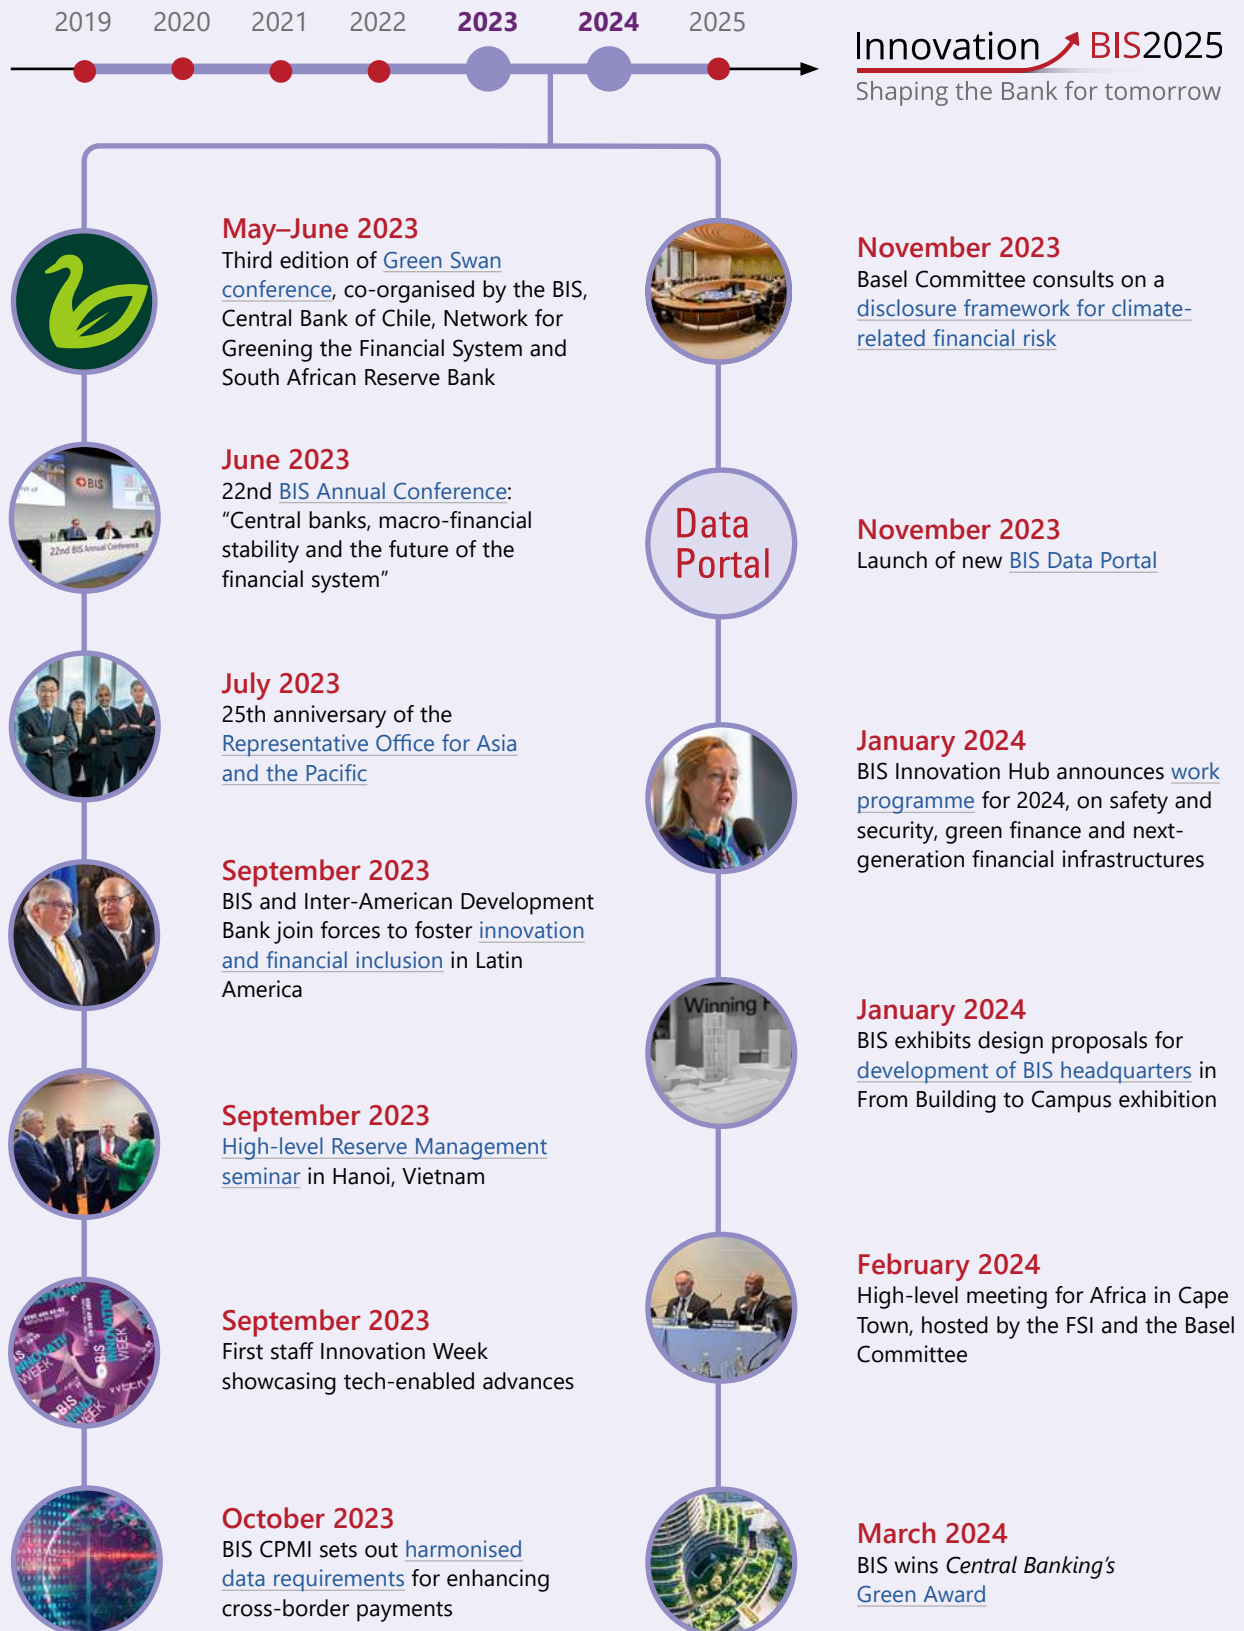 2019 2020 2021 2022 2023 2024 2025
Innovation BIS2025
Shaping the Bank for tomorrow
May–June 2023
Third edition of Green Swan
conference, co-organised by the BIS,
Central Bank of Chile, Network for
Greening the Financial System and
South African Reserve Bank
June 2023
22nd BIS Annual Conference:
"Central banks, macro-financial
stability and the future of the
financial system"
BIS
22nd BIS Annual Conference
July 2023
25th anniversary of the
Representative Office for Asia
and the Pacific
September 2023
BIS and Inter-American Development
Bank join forces to foster innovation
and financial inclusion in Latin
America
September 2023
High-level Reserve Management
seminar in Hanoi, Vietnam
September 2023
First staff Innovation Week
showcasing tech-enabled advances
BIS
INNOVATION
WEEK
October 2023
BIS CPMI sets out harmonised
data requirements for enhancing
cross-border payments
November 2023
Basel Committee consults on a
disclosure framework for climate-
related financial risk
Data
Portal
November 2023
Launch of new BIS Data Portal
January 2024
BIS Innovation Hub announces work
programme for 2024, on safety and
security, green finance and next-
generation financial infrastructures
Winning
January 2024
BIS exhibits design proposals for
development of BIS headquarters in
From Building to Campus exhibition
February 2024
High-level meeting for Africa in Cape
Town, hosted by the FSI and the Basel
Committee
March 2024
BIS wins Central Banking's
Green Award